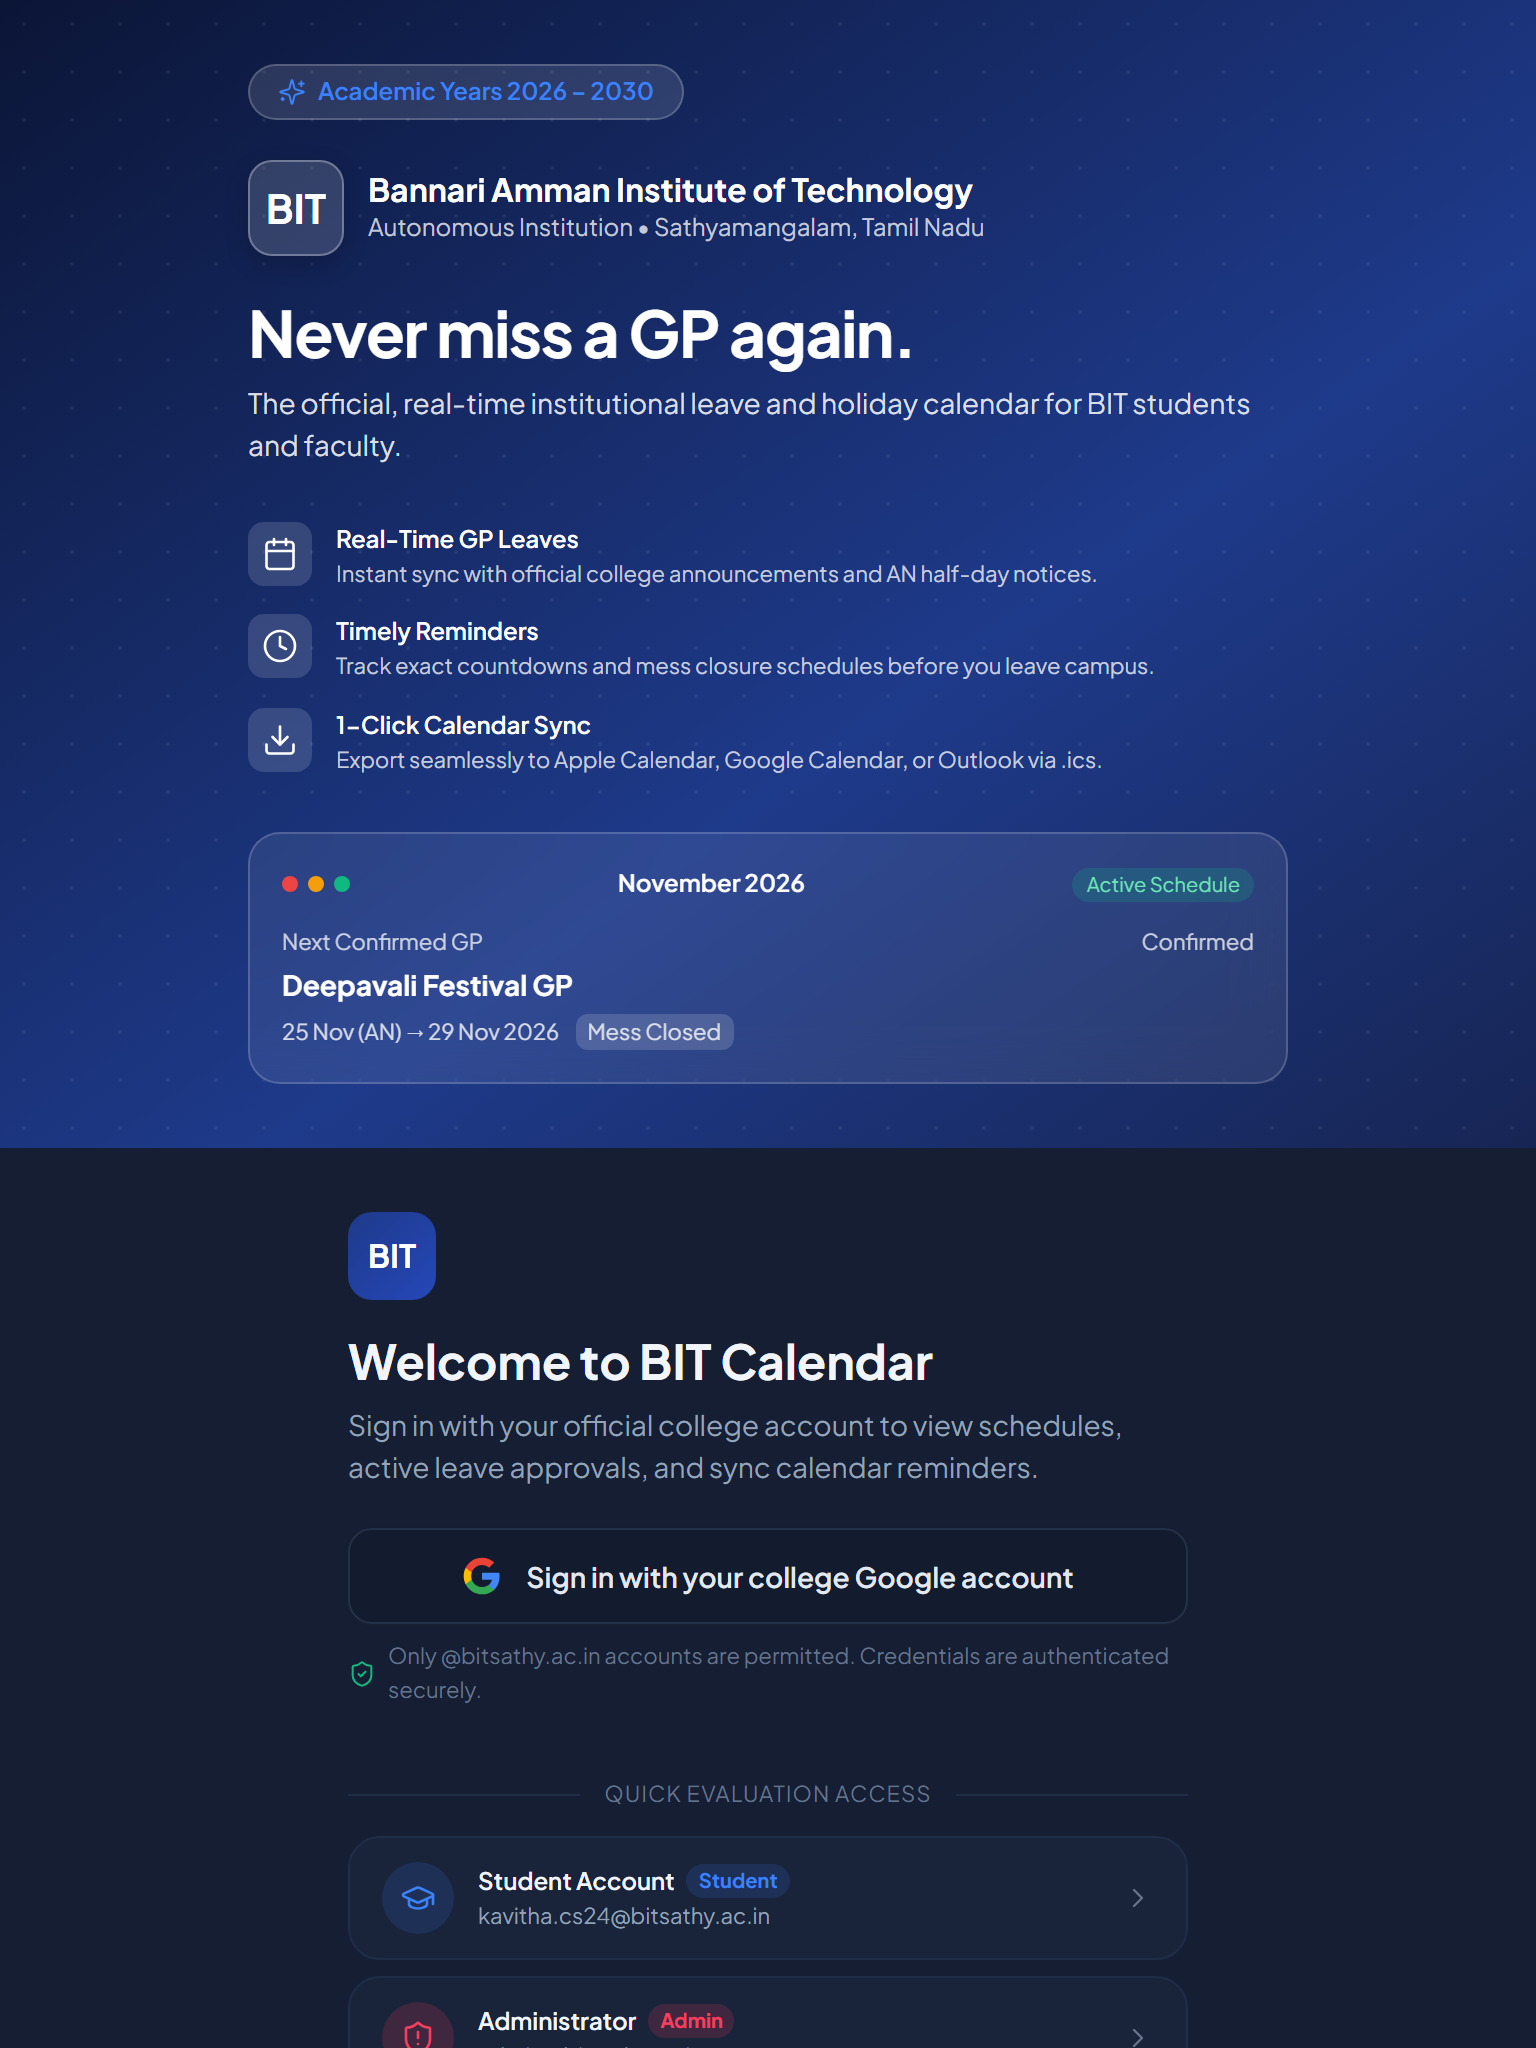 Academic Years 2026 – 2030
BIT
Bannari Amman Institute of Technology
Autonomous Institution • Sathyamangalam, Tamil Nadu
Never miss a GP again.
The official, real-time institutional leave and holiday calendar for BIT students
and faculty.
Real-Time GP Leaves
Instant sync with official college announcements and AN half-day notices.
Timely Reminders
Track exact countdowns and mess closure schedules before you leave campus.
1-Click Calendar Sync
Export seamlessly to Apple Calendar, Google Calendar, or Outlook via .ics.
November 2026
Active Schedule
Next Confirmed GP
Confirmed
Deepavali Festival GP
25 Nov (AN) → 29 Nov 2026 Mess Closed
BIT
Welcome to BIT Calendar
Sign in with your official college account to view schedules,
active leave approvals, and sync calendar reminders.
Sign in with your college Google account
Only @bitsathy.ac.in accounts are permitted. Credentials are authenticated
securely.
QUICK EVALUATION ACCESS
Student Account Student
kavitha.cs24@bitsathy.ac.in
Administrator Admin